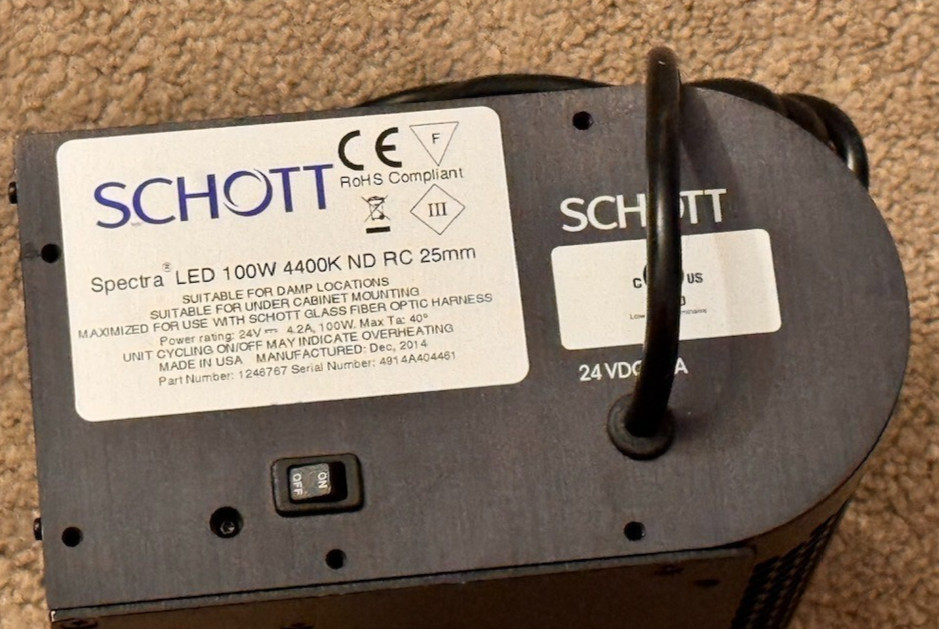 SCHOTT
CE
F
RoHS Compliant
III
Spectra® LED 100W 4400K ND RC 25mm
SUITABLE FOR DAMP LOCATIONS
SUITABLE FOR UNDER CABINET MOUNTING
MAXIMIZED FOR USE WITH SCHOTT GLASS FIBER OPTIC HARNESS
Power rating: 24V ⎓ 4.2A, 100W. Max Ta: 40°
UNIT CYCLING ON/OFF MAY INDICATE OVERHEATING
MADE IN USA MANUFACTURED: Dec, 2014
Part Number: 1246767 Serial Number: 4914A404461
SCHOTT
C US
Low
24 VDC A
ON
OFF